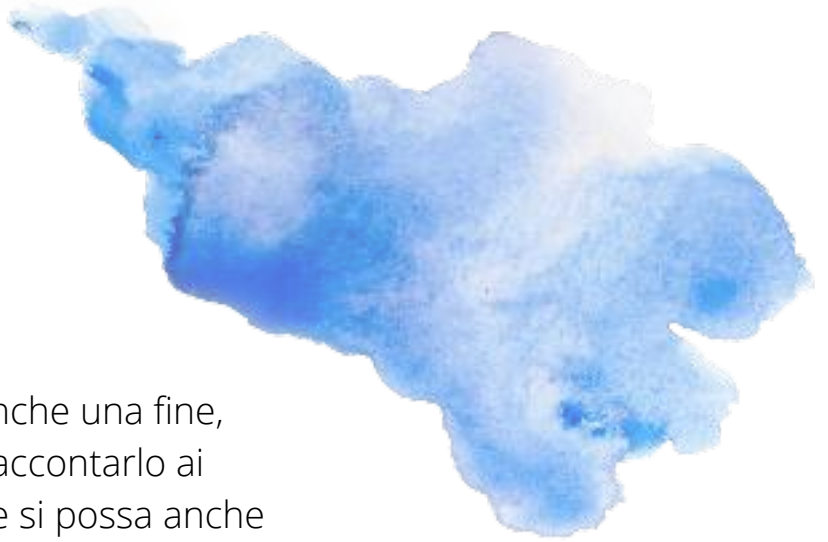 nche una fine,
accontarlo ai
e si possa anche